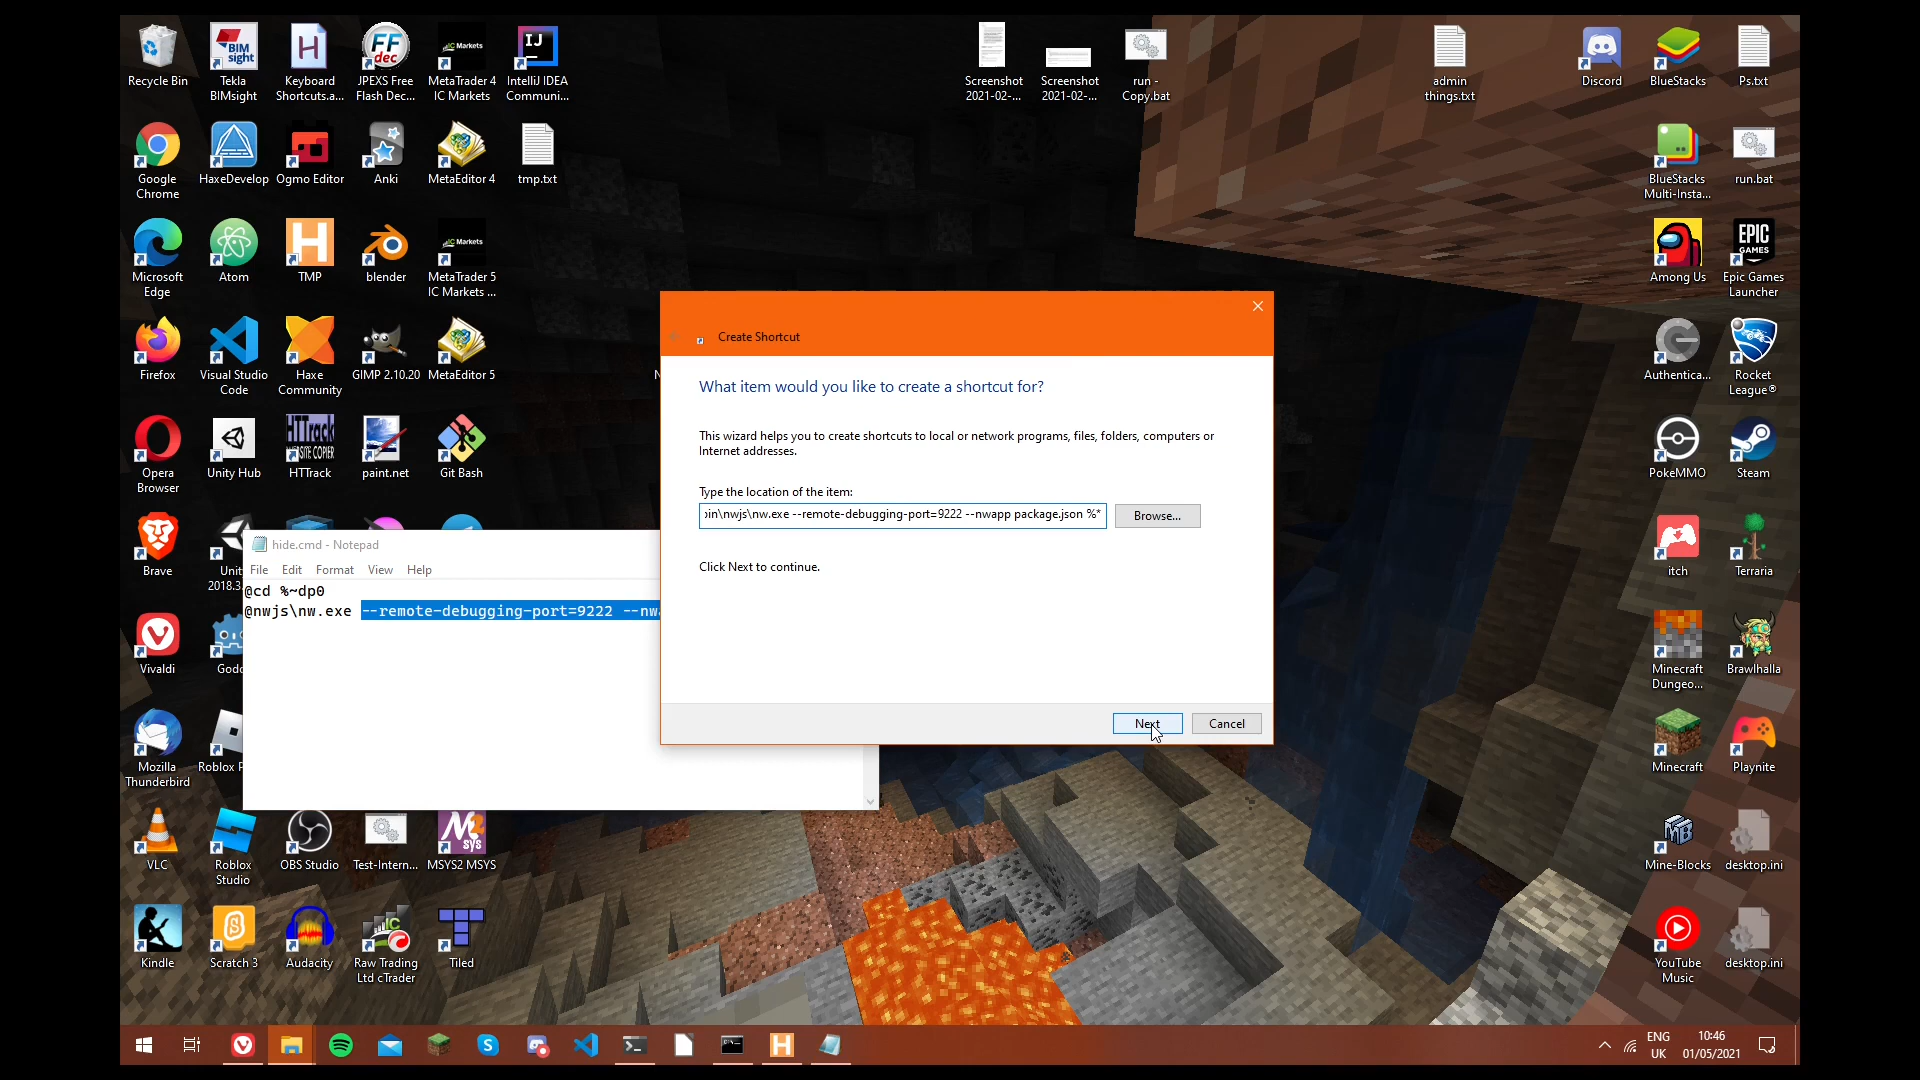 Recycle Bin
Tekla
BIMsight
Keyboard
Shortcuts.a...
JPEXS Free
Flash Dec...
MetaTrader 4
IC Markets
IntelliJ IDEA
Communi...
Screenshot
2021-02-...
Screenshot
2021-02-...
run -
Copy.bat
admin
things.txt
Discord
BlueStacks
Ps.txt
Google
Chrome
HaxeDevelop
Ogmo Editor
Anki
MetaEditor 4
tmp.txt
BlueStacks
Multi-Insta...
run.bat
Microsoft
Edge
Atom
TMP
blender
MetaTrader 5
IC Markets ...
Among Us
Epic Games
Launcher
Firefox
Visual Studio
Code
Haxe
Community
GIMP 2.10.20
MetaEditor 5
Authentica...
Rocket
League®
Opera
Browser
Unity Hub
HTTrack
paint.net
Git Bash
PokeMMO
Steam
Brave
Unit
2018.3.
itch
Terraria
Vivaldi
Godo
Minecraft
Dungeo...
Brawlhalla
Mozilla
Thunderbird
Roblox P
Minecraft
Playnite
VLC
Roblox
Studio
OBS Studio
Test-Intern...
MSYS2 MSYS
Mine-Blocks
desktop.ini
Kindle
Scratch 3
Audacity
Raw Trading
Ltd cTrader
Tiled
YouTube
Music
desktop.ini
Create Shortcut
What item would you like to create a shortcut for?
This wizard helps you to create shortcuts to local or network programs, files, folders, computers or
Internet addresses.
Type the location of the item:
in\nwjs\nw.exe --remote-debugging-port=9222 --nwapp package.json %*
Browse...
Click Next to continue.
Next
Cancel
hide.cmd - Notepad
File Edit Format View Help
@cd %~dp0
@nwjs\nw.exe --remote-debugging-port=9222 --nwa
ENG
UK
10:46
01/05/2021